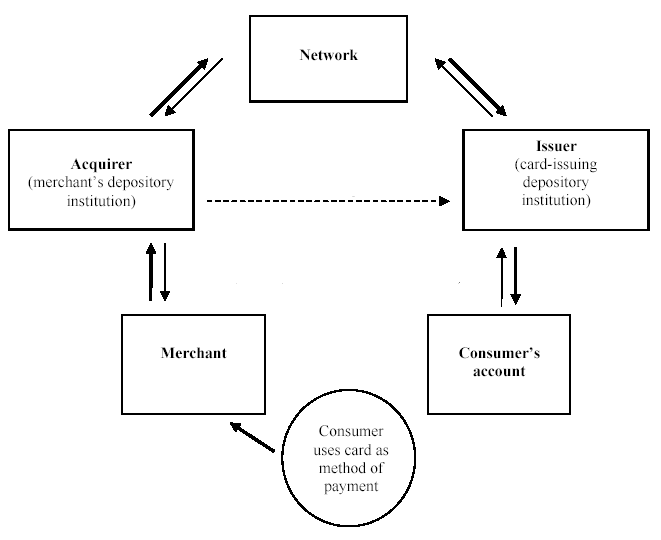 Network
Acquirer
(merchant's depository
institution)
Issuer
(card-issuing
depository
institution)
Merchant
Consumer's
account
Consumer
uses card as
method of
payment